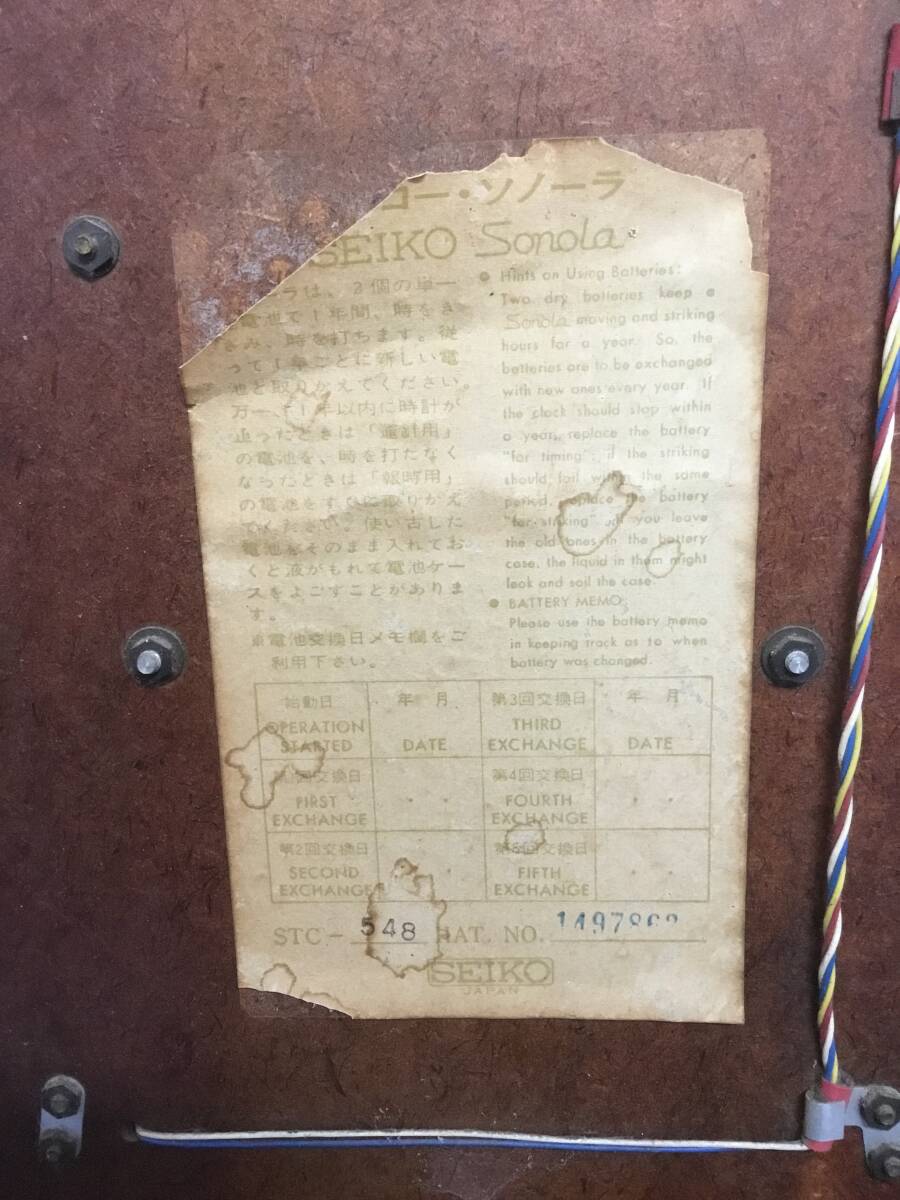 コー・ソノーラ
SEIKO Sonola
ラは、2個の単一
電池で1年間、時をき
ざみ、時を打ちます。従
って1年ごとに新しい電
池と取りかえてください。
万一、1年以内に時計が
止ったときは「運針用」
の電池を、時を打たなく
なったときは「報時用」
の電池をすぐに取りかえ
てください。使い古した
電池をそのまま入れてお
くと液がもれて電池ケー
スをよごすことがありま
す。
※電池交換日メモ欄をご
利用下さい。
● Hints on Using Batteries:
Two dry batteries keep a
Sonola moving and striking
hours for a year. So, the
batteries are to be exchanged
with new ones every year. If
the clock should stop within
a year, replace the battery
"for timing"; if the striking
should fail within the same
period, replace the battery
"for striking". If you leave
the old ones in the battery
case, the liquid in them might
leak and soil the case.
● BATTERY MEMO:
Please use the battery memo
in keeping track as to when
battery was changed.
始動日 年 月 第3回交換日 年 月
OPERATION STARTED DATE THIRD EXCHANGE DATE
回交換日 第4回交換日
FIRST EXCHANGE FOURTH EXCHANGE
第2回交換日 第5回交換日
SECOND EXCHANGE FIFTH EXCHANGE
STC-548 PAT. NO.
SEIKO
JAPAN